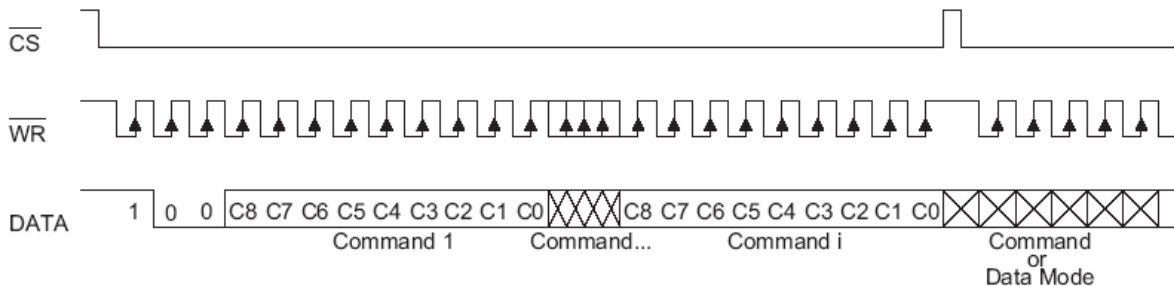 CS
WR
DATA 1 0 0 C8 C7 C6 C5 C4 C3 C2 C1 C0 C8 C7 C6 C5 C4 C3 C2 C1 C0
Command 1 Command... Command i Command
or
Data Mode